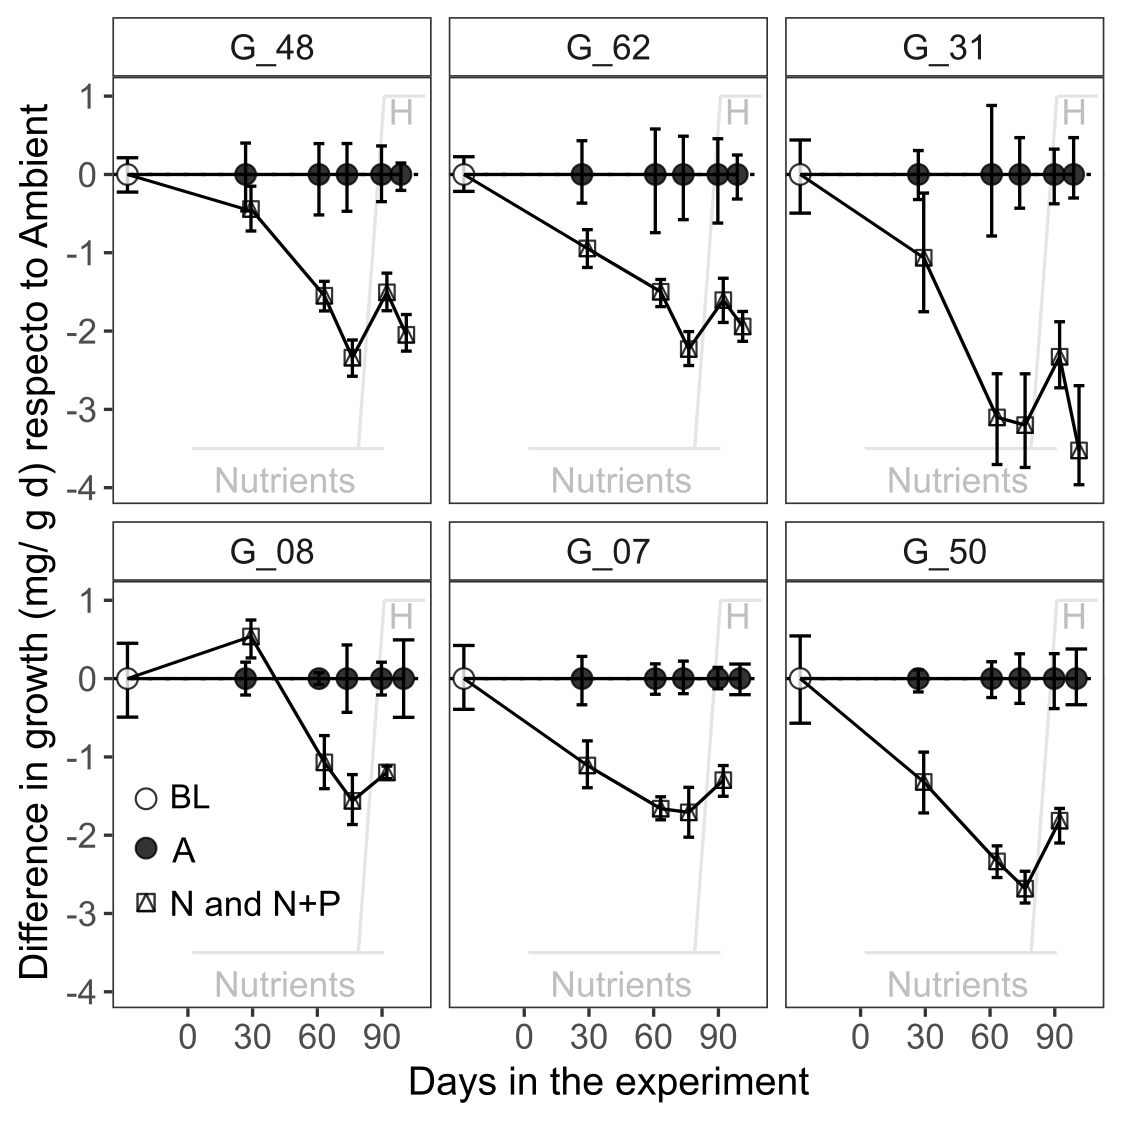 G_48
G_62
G_31
Difference in growth (mg/ g d) respecto to Ambient
1
0
-1
-2
-3
-4
H
Nutrients
H
Nutrients
H
Nutrients
G_08
G_07
G_50
1
0
-1
-2
-3
-4
H
BL
A
N and N+P
Nutrients
H
Nutrients
H
Nutrients
0 30 60 90
0 30 60 90
0 30 60 90
Days in the experiment